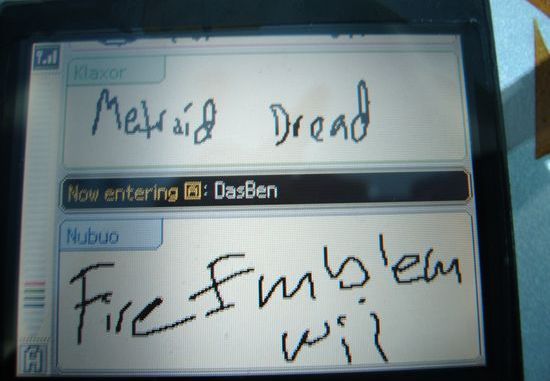 Klaxor
Metroid Dread
Now entering A: DasBen
Nubuo
Fire Emblem
wii
A